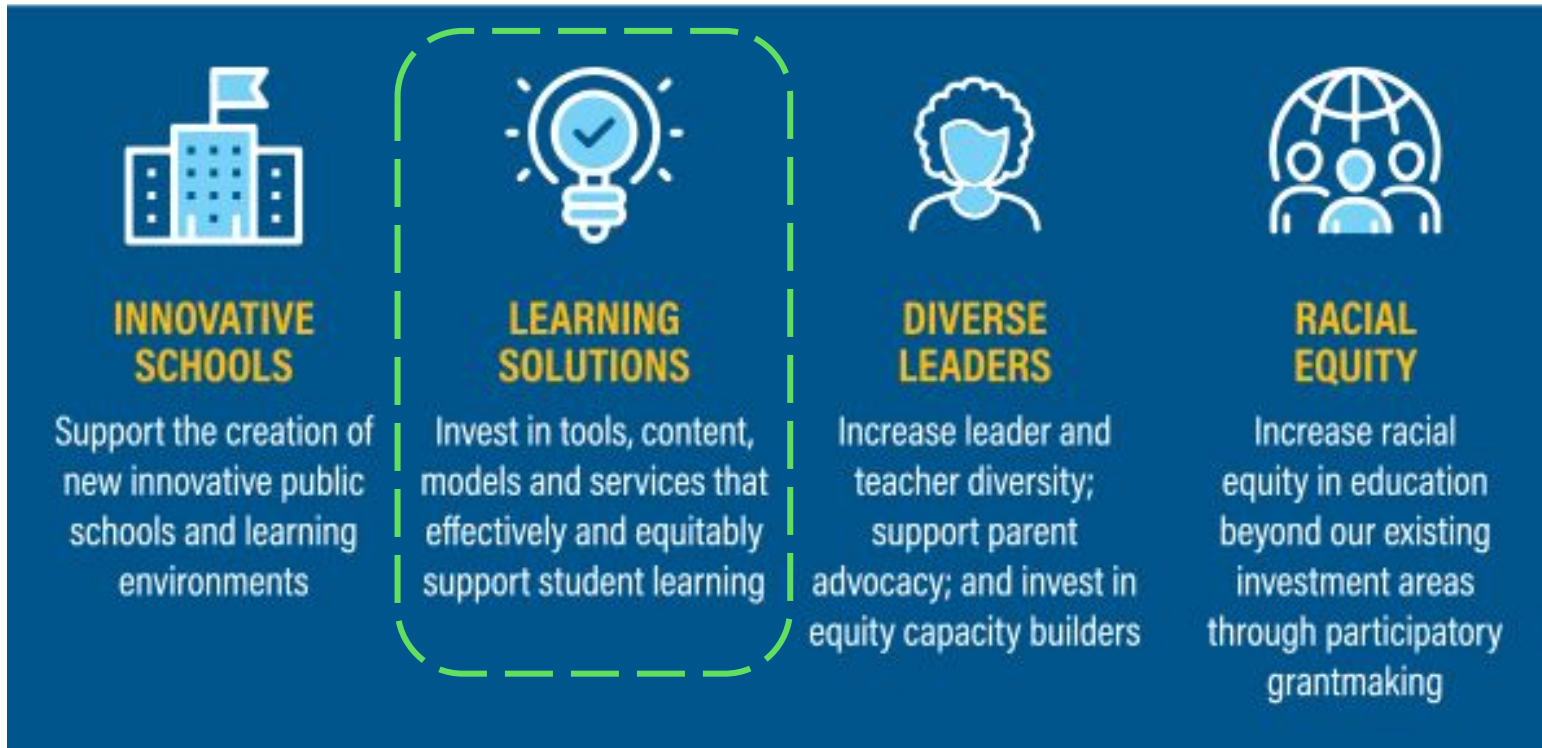 INNOVATIVE
SCHOOLS
Support the creation of
new innovative public
schools and learning
environments
LEARNING
SOLUTIONS
Invest in tools, content,
models and services that
effectively and equitably
support student learning
DIVERSE
LEADERS
Increase leader and
teacher diversity;
support parent
advocacy; and invest in
equity capacity builders
RACIAL
EQUITY
Increase racial
equity in education
beyond our existing
investment areas
through participatory
grantmaking